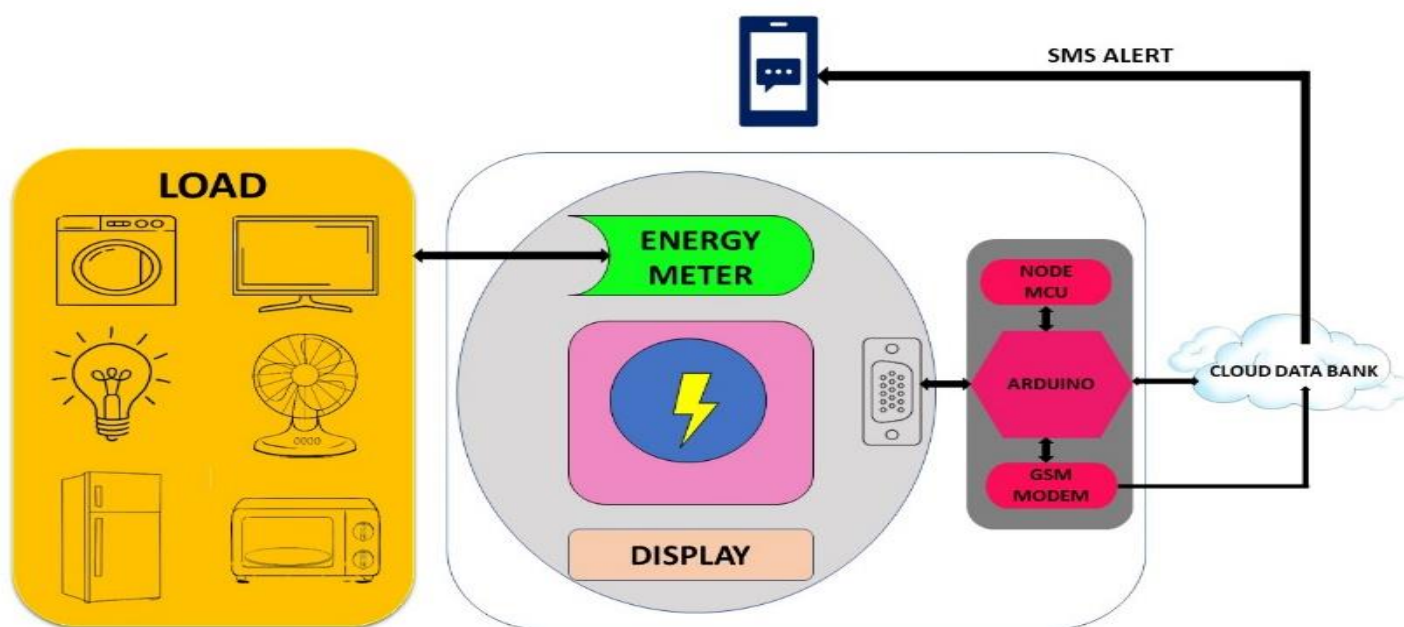 SMS ALERT
LOAD
ENERGY
METER
NODE
MCU
ARDUINO
CLOUD DATA BANK
GSM
MODEM
DISPLAY